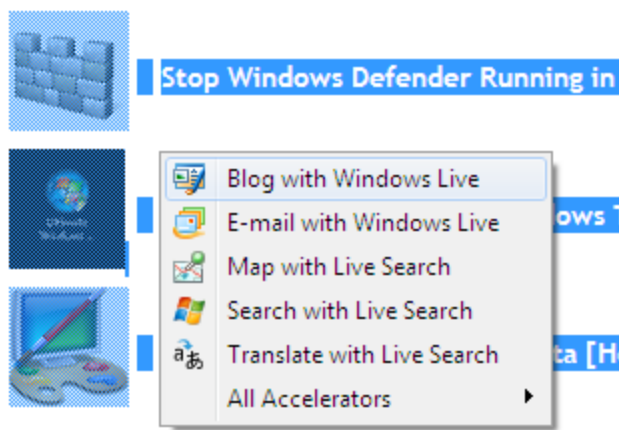 Stop Windows Defender Running in
Blog with Windows Live
E-mail with Windows Live
ows T
Map with Live Search
Search with Live Search
Translate with Live Search
ta [H
All Accelerators